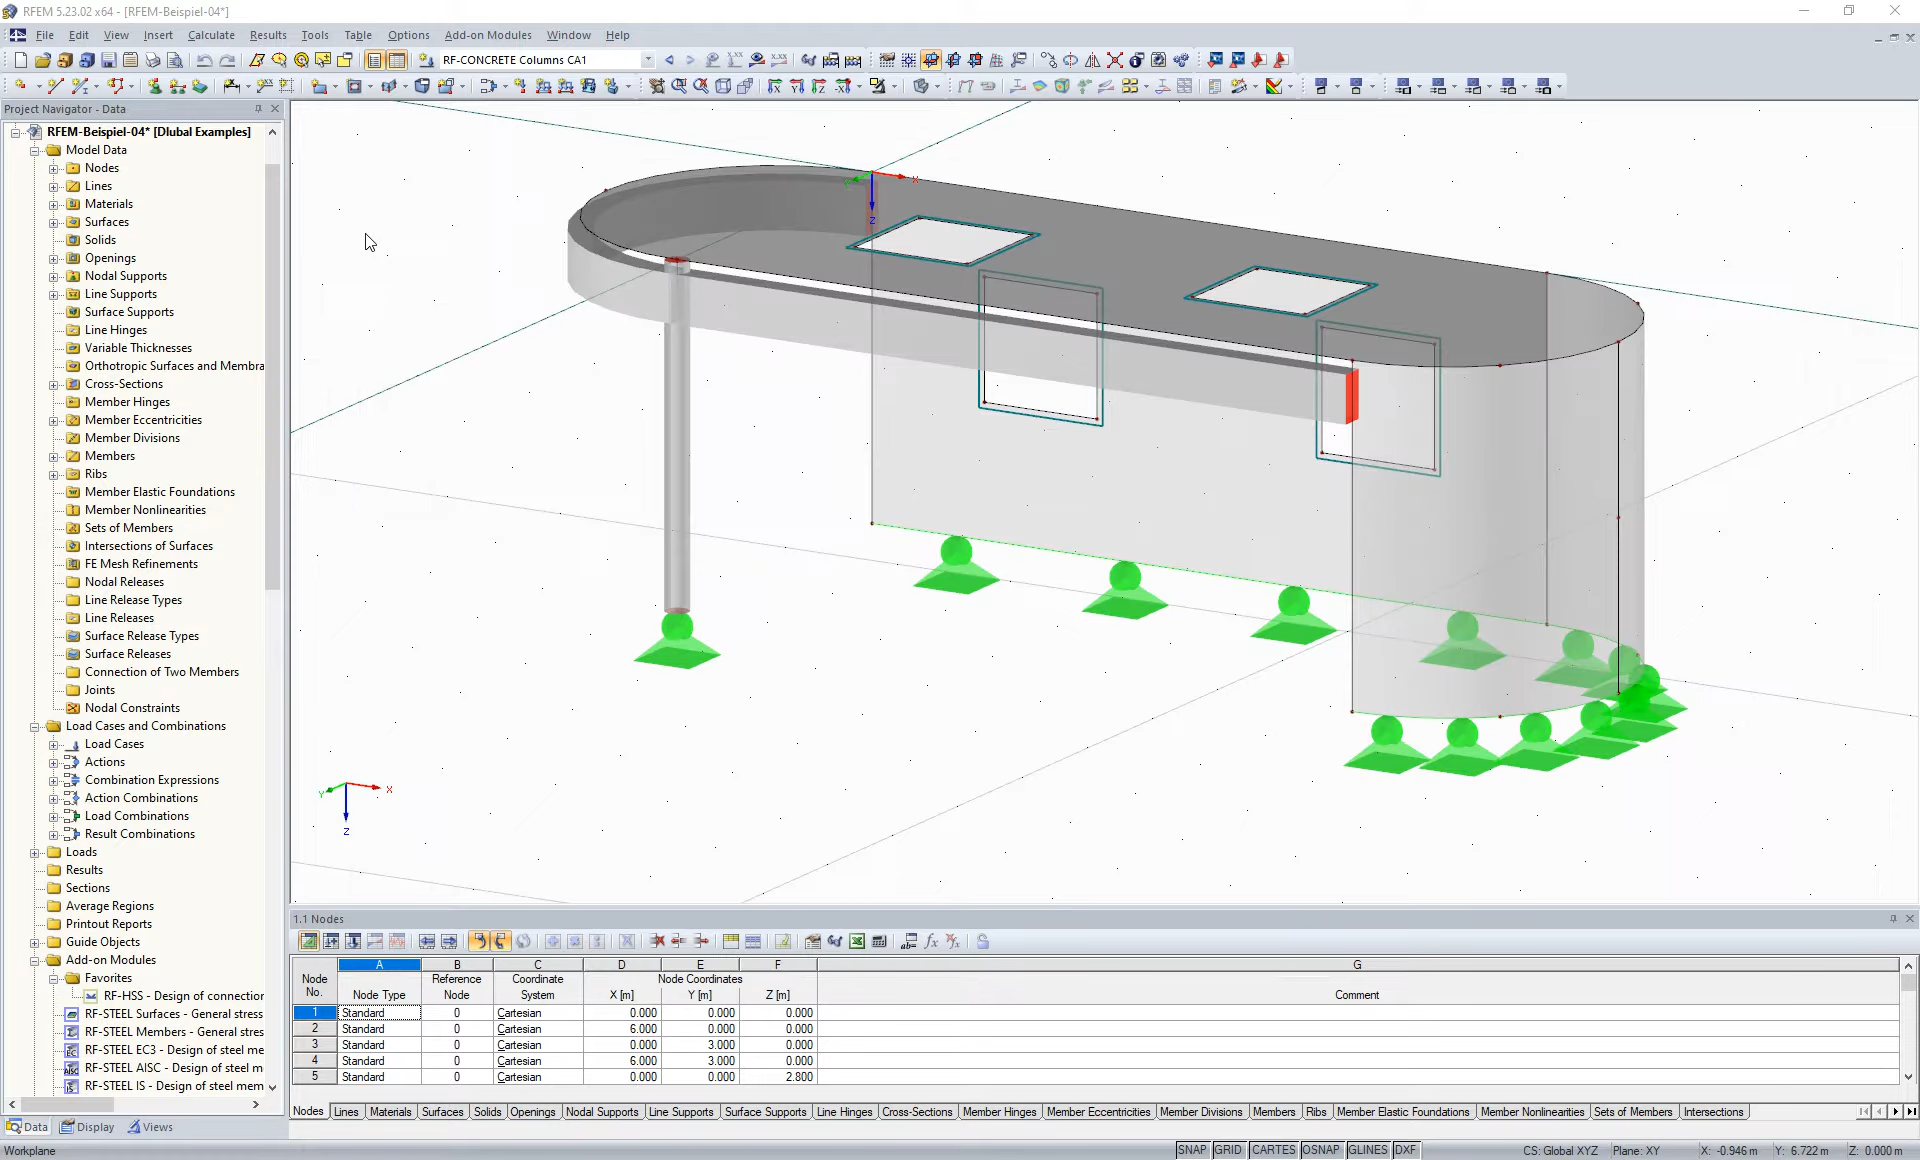 RFEM 5.23.02 x64 - [RFEM-Beispiel-04*]
File Edit View Insert Calculate Results Tools Table Options Add-on Modules Window Help
RF-CONCRETE Columns CA1
Project Navigator - Data
RFEM-Beispiel-04* [Dlubal Examples]
Model Data
Nodes
Lines
Materials
Surfaces
Solids
Openings
Nodal Supports
Line Supports
Surface Supports
Line Hinges
Variable Thicknesses
Orthotropic Surfaces and Membra
Cross-Sections
Member Hinges
Member Eccentricities
Member Divisions
Members
Ribs
Member Elastic Foundations
Member Nonlinearities
Sets of Members
Intersections of Surfaces
FE Mesh Refinements
Nodal Releases
Line Release Types
Line Releases
Surface Release Types
Surface Releases
Connection of Two Members
Joints
Nodal Constraints
Load Cases and Combinations
Load Cases
Actions
Combination Expressions
Action Combinations
Load Combinations
Result Combinations
Loads
Results
Sections
Average Regions
Printout Reports
Guide Objects
Add-on Modules
Favorites
RF-HSS - Design of connection
RF-STEEL Surfaces - General stress
RF-STEEL Members - General stres
RF-STEEL EC3 - Design of steel me
RF-STEEL AISC - Design of steel m
RF-STEEL IS - Design of steel mem
Data Display Views
Y X
Z
Y X
Z
1.1 Nodes
A B C D E F G
Node Reference Coordinate Node Coordinates
No. Node Type Node System X [m] Y [m] Z [m] Comment
1 Standard 0 Cartesian 0.000 0.000 0.000
2 Standard 0 Cartesian 6.000 0.000 0.000
3 Standard 0 Cartesian 0.000 3.000 0.000
4 Standard 0 Cartesian 6.000 3.000 0.000
5 Standard 0 Cartesian 0.000 0.000 2.800
Nodes Lines Materials Surfaces Solids Openings Nodal Supports Line Supports Surface Supports Line Hinges Cross-Sections Member Hinges Member Eccentricities Member Divisions Members Ribs Member Elastic Foundations Member Nonlinearities Sets of Members Intersections
Workplane SNAP GRID CARTES OSNAP GLINES DXF CS: Global XYZ Plane: XY X: -0.946 m Y: 6.722 m Z: 0.000 m